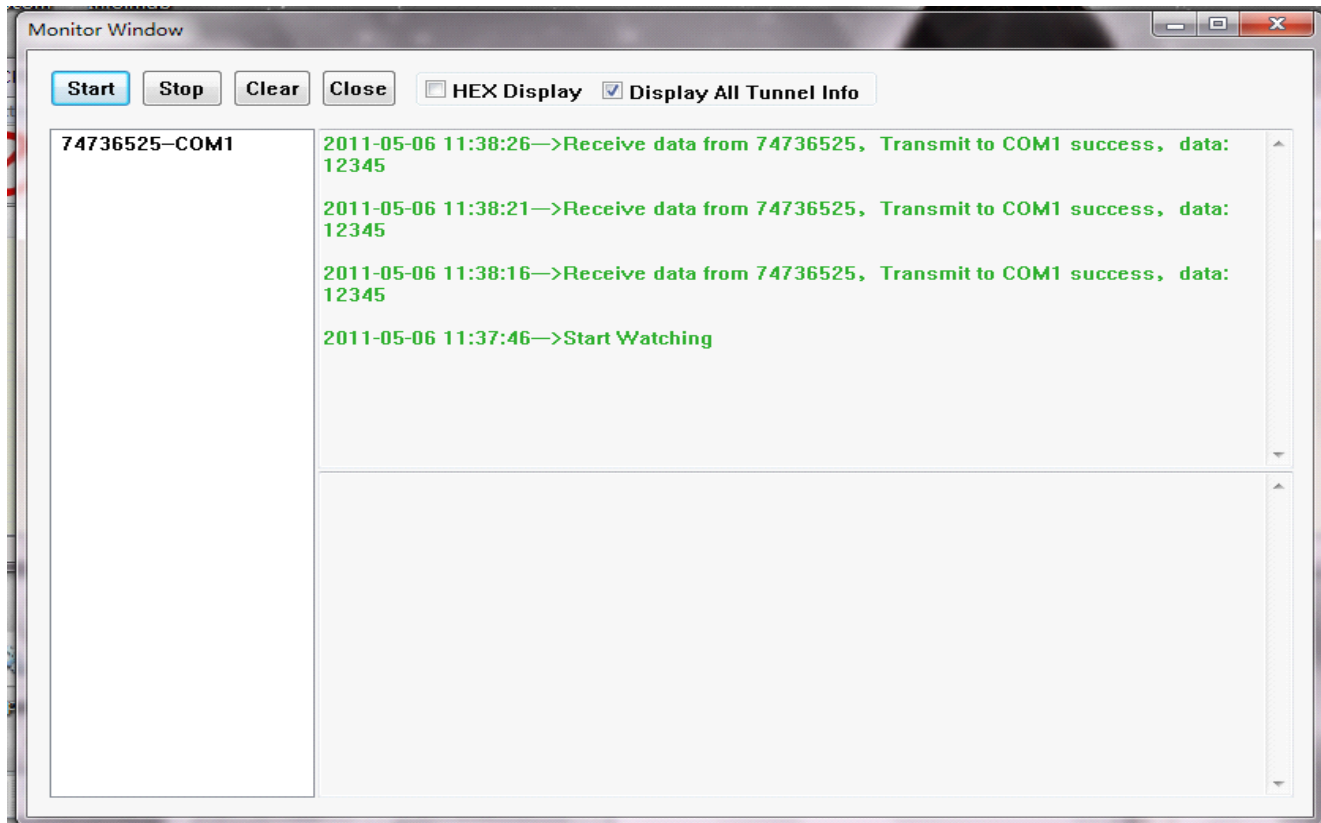 Monitor Window
Start Stop Clear Close HEX Display Display All Tunnel Info
74736525--COM1
2011-05-06 11:38:26—>Receive data from 74736525，Transmit to COM1 success，data:
12345
2011-05-06 11:38:21—>Receive data from 74736525，Transmit to COM1 success，data:
12345
2011-05-06 11:38:16—>Receive data from 74736525，Transmit to COM1 success，data:
12345
2011-05-06 11:37:46—>Start Watching